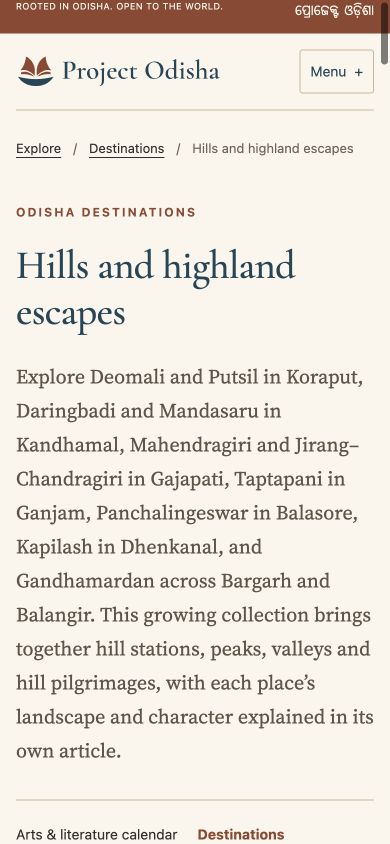 ROOTED IN ODISHA. OPEN TO THE WORLD.
ପ୍ରୋଜେକ୍ଟ ଓଡ଼ିଶା
Project Odisha
Menu +
Explore / Destinations / Hills and highland escapes
ODISHA DESTINATIONS
Hills and highland
escapes
Explore Deomali and Putsil in Koraput,
Daringbadi and Mandasaru in
Kandhamal, Mahendragiri and Jirang–
Chandragiri in Gajapati, Taptapani in
Ganjam, Panchalingeswar in Balasore,
Kapilash in Dhenkanal, and
Gandhamardan across Bargarh and
Balangir. This growing collection brings
together hill stations, peaks, valleys and
hill pilgrimages, with each place’s
landscape and character explained in its
own article.
Arts & literature calendar
Destinations